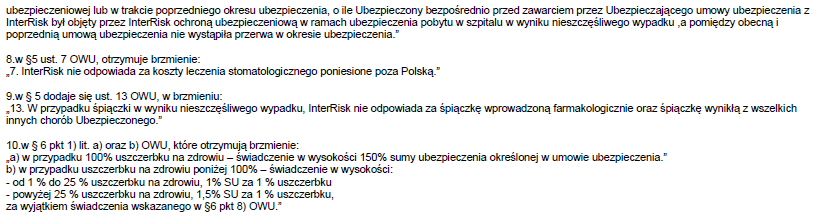 ubezpieczeniowej lub w trakcie poprzedniego okresu ubezpieczenia, o ile Ubezpieczony bezpośrednio przed zawarciem przez Ubezpieczającego umowy ubezpieczenia z
InterRisk był objęty przez InterRisk ochroną ubezpieczeniową w ramach ubezpieczenia pobytu w szpitalu w wyniku nieszczęśliwego wypadku ,a pomiędzy obecną i
poprzednią umową ubezpieczenia nie wystąpiła przerwa w okresie ubezpieczenia.”
8.w §5 ust. 7 OWU, otrzymuje brzmienie:
„7. InterRisk nie odpowiada za koszty leczenia stomatologicznego poniesione poza Polską.”
9.w § 5 dodaje się ust. 13 OWU, w brzmieniu:
„13. W przypadku śpiączki w wyniku nieszczęśliwego wypadku, InterRisk nie odpowiada za śpiączkę wprowadzoną farmakologicznie oraz śpiączkę wynikłą z wszelkich
innych chorób Ubezpieczonego.”
10.w § 6 pkt 1) lit. a) oraz b) OWU, które otrzymują brzmienie:
„a) w przypadku 100% uszczerbku na zdrowiu – świadczenie w wysokości 150% sumy ubezpieczenia określonej w umowie ubezpieczenia.”
b) w przypadku uszczerbku na zdrowiu poniżej 100% – świadczenie w wysokości:
- od 1 % do 25 % uszczerbku na zdrowiu, 1% SU za 1 % uszczerbku
- powyżej 25 % uszczerbku na zdrowiu, 1,5% SU za 1 % uszczerbku,
za wyjątkiem świadczenia wskazanego w §6 pkt 8) OWU.”